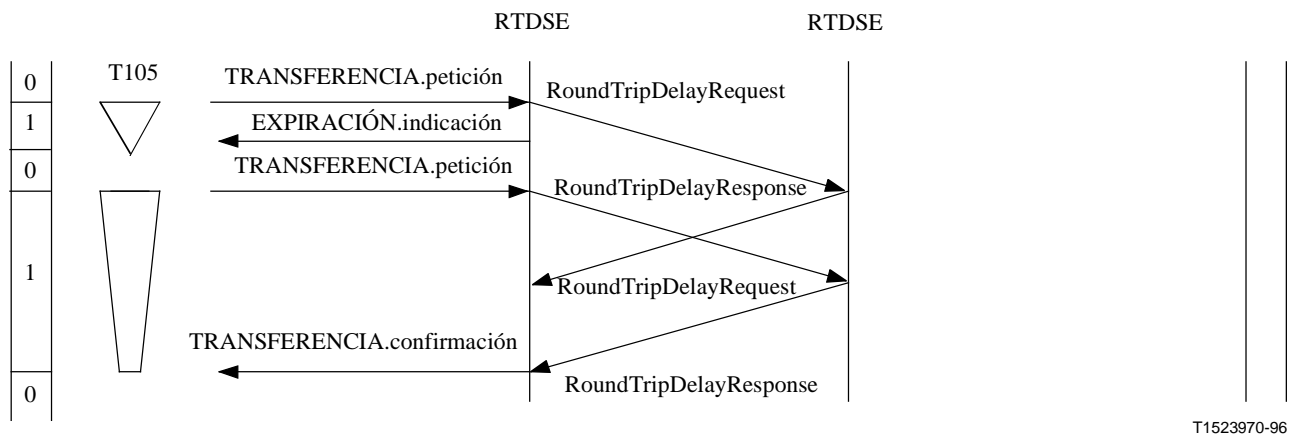 RTDSE RTDSE
0 T105 TRANSFERENCIA.petición RoundTripDelayRequest
1 EXPIRACIÓN.indicación
0 TRANSFERENCIA.petición RoundTripDelayResponse
1 RoundTripDelayRequest
TRANSFERENCIA.confirmación
0 RoundTripDelayResponse
T1523970-96